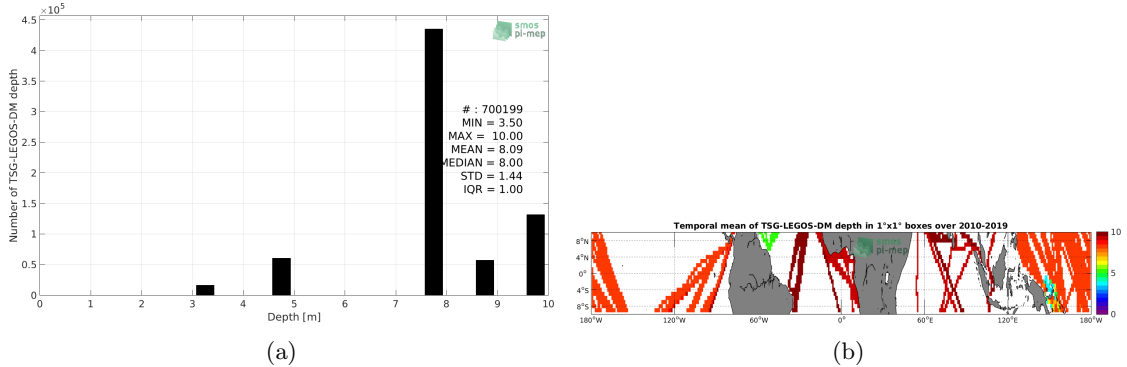 ×10⁵
4.5
4
3.5
3
2.5
2
1.5
1
0.5
0
Number of TSG-LEGOS-DM depth
smos
pi-mep
# : 700199
MIN = 3.50
MAX = 10.00
MEAN = 8.09
MEDIAN = 8.00
STD = 1.44
IQR = 1.00
0 1 2 3 4 5 6 7 8 9 10
Depth [m]
(a)
Temporal mean of TSG-LEGOS-DM depth in 1°x1° boxes over 2010-2019
smos
pi-mep
8°N
4°N
0°
4°S
8°S
180°W 120°W 60°W 0° 60°E 120°E 180°W
10
5
0
(b)